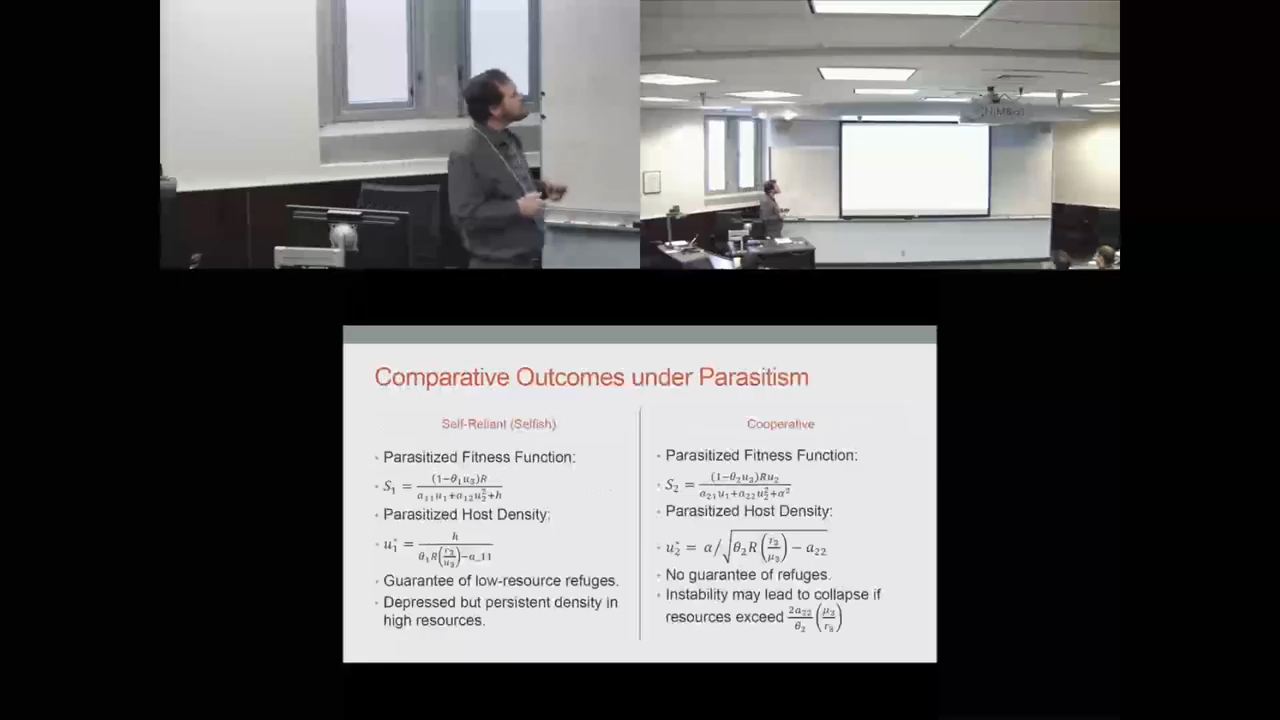 NIMBioS
Comparative Outcomes under Parasitism
Self-Reliant (Selfish)
• Parasitized Fitness Function:
• S₁ = (1−θ₁u₃)R / (a₁₁u₁+a₁₂u₂²+h)
• Parasitized Host Density:
• u₁* = h / (θ₁R(r₃/μ₃)−a_11)
• Guarantee of low-resource refuges.
• Depressed but persistent density in
high resources.
Cooperative
• Parasitized Fitness Function:
• S₂ = (1−θ₂u₃)Ru₂ / (a₂₁u₁+a₂₂u₂²+α²)
• Parasitized Host Density:
• u₂* = α/√(θ₂R(r₃/μ₃) − a₂₂)
• No guarantee of refuges.
• Instability may lead to collapse if
resources exceed 2a₂₂/θ₂ (μ₃/r₃)